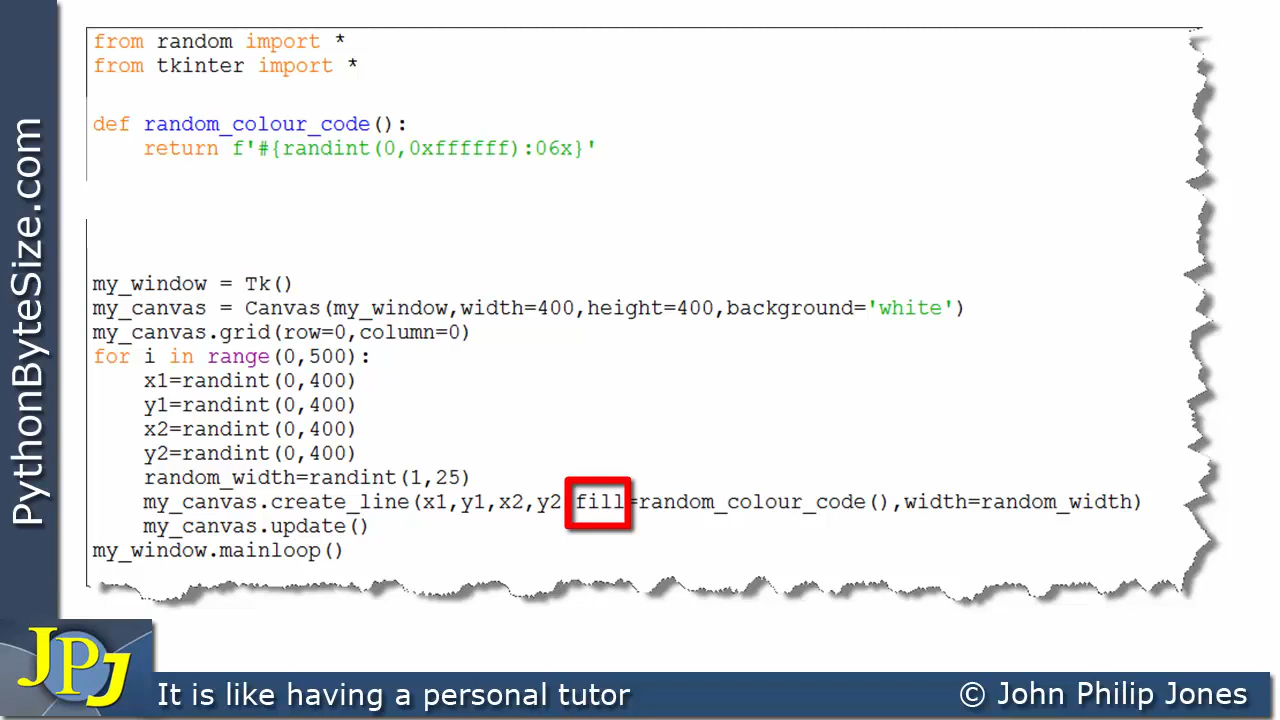 PythonByteSize.com
from random import *
from tkinter import *
def random_colour_code():
    return f'#{randint(0,0xffffff):06x}'
my_window = Tk()
my_canvas = Canvas(my_window,width=400,height=400,background='white')
my_canvas.grid(row=0,column=0)
for i in range(0,500):
    x1=randint(0,400)
    y1=randint(0,400)
    x2=randint(0,400)
    y2=randint(0,400)
    random_width=randint(1,25)
    my_canvas.create_line(x1,y1,x2,y2 fill=random_colour_code(),width=random_width)
    my_canvas.update()
my_window.mainloop()
JPJ
It is like having a personal tutor
© John Philip Jones